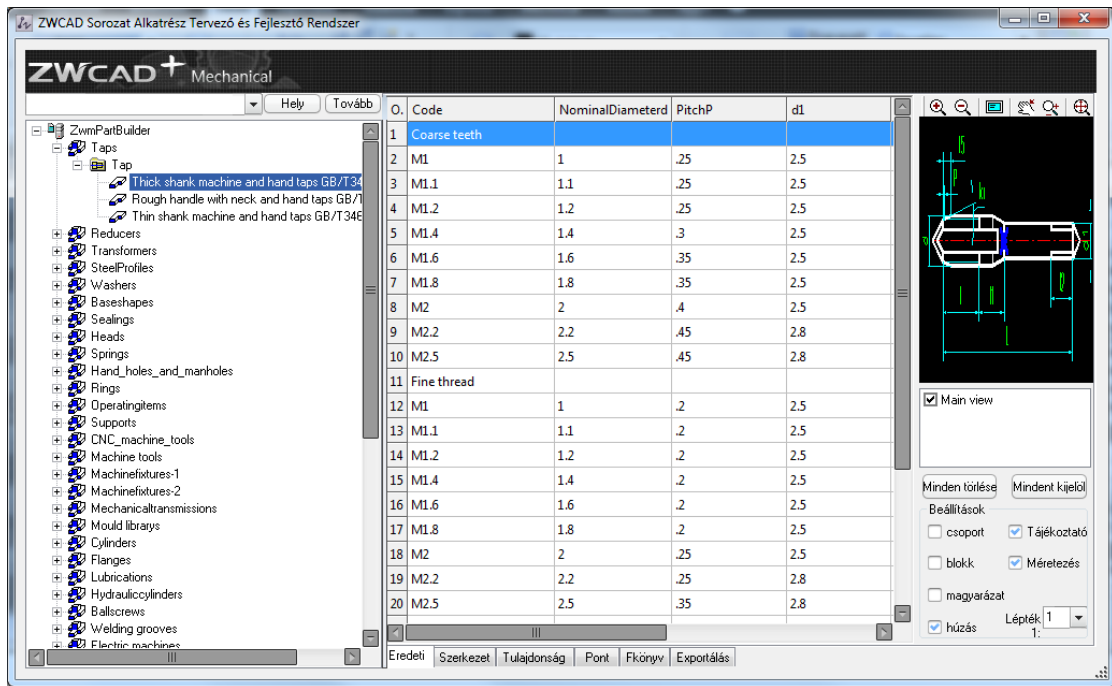 ZWCAD Sorozat Alkatrész Tervező és Fejlesztő Rendszer
ZWCAD+ Mechanical
Hely Tovább
ZwmPartBuilder
Taps
Tap
Thick shank machine and hand taps GB/T34
Rough handle with neck and hand taps GB/T
Thin shank machine and hand taps GB/T346
Reducers
Transformers
SteelProfiles
Washers
Baseshapes
Sealings
Heads
Springs
Hand_holes_and_manholes
Rings
Operatingitems
Supports
CNC_machine_tools
Machine tools
Machinefixtures-1
Machinefixtures-2
Mechanicaltransmissions
Mould librarys
Cylinders
Flanges
Lubrications
Hydrauliccylinders
Ballscrews
Welding grooves
Electric machines
O. Code NominalDiameterd PitchP d1
1 Coarse teeth
2 M1 1 .25 2.5
3 M1.1 1.1 .25 2.5
4 M1.2 1.2 .25 2.5
5 M1.4 1.4 .3 2.5
6 M1.6 1.6 .35 2.5
7 M1.8 1.8 .35 2.5
8 M2 2 .4 2.5
9 M2.2 2.2 .45 2.8
10 M2.5 2.5 .45 2.8
11 Fine thread
12 M1 1 .2 2.5
13 M1.1 1.1 .2 2.5
14 M1.2 1.2 .2 2.5
15 M1.4 1.4 .2 2.5
16 M1.6 1.6 .2 2.5
17 M1.8 1.8 .2 2.5
18 M2 2 .25 2.5
19 M2.2 2.2 .25 2.8
20 M2.5 2.5 .35 2.8
Eredeti Szerkezet Tulajdonság Pont Fkönyv Exportálás
Main view
Minden törlése Mindent kijelöl
Beállítások
csoport Tájékoztató
blokk Méretezés
magyarázat
húzás Lépték 1
1: